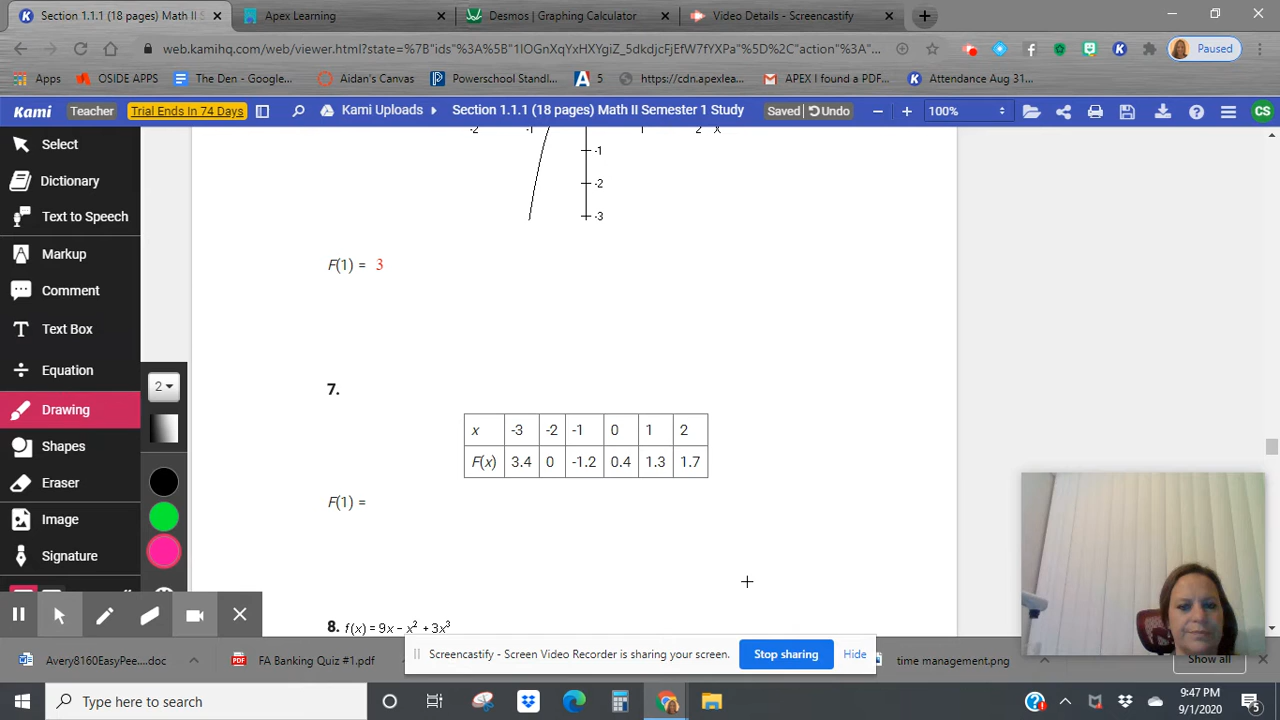 Section 1.1.1 (18 pages) Math II S
Apex Learning
Desmos | Graphing Calculator
Video Details - Screencastify
web.kamihq.com/web/viewer.html?state=%7B"ids"%3A%5B"1IOGnXqYxHXYgiZ_5dkdjcFjEfW7fYXPa"%5D%2C"action"%3A"...
Paused
Apps
OSIDE APPS
The Den - Google...
Aidan's Canvas
Powerschool Standl...
5
https://cdn.aperlea...
APEX I found a PDF...
Attendance Aug 31...
Kami
Teacher
Trial Ends In 74 Days
Kami Uploads
Section 1.1.1 (18 pages) Math II Semester 1 Study
Saved
Undo
100%
CS
Select
Dictionary
Text to Speech
Markup
Comment
Text Box
Equation
Drawing
Shapes
Eraser
Image
Signature
2
-2 -1 1 2 x
-1
-2
-3
F(1) = 3
7.
x -3 -2 -1 0 1 2
F(x) 3.4 0 -1.2 0.4 1.3 1.7
F(1) =
8. f(x) = 9x – x² + 3x³
Screencastify - Screen Video Recorder is sharing your screen.
Stop sharing
Hide
Avery8160EasyPee....doc
FA Banking Quiz #1.pdf
time management.png
Show all
Type here to search
9:47 PM
9/1/2020
5